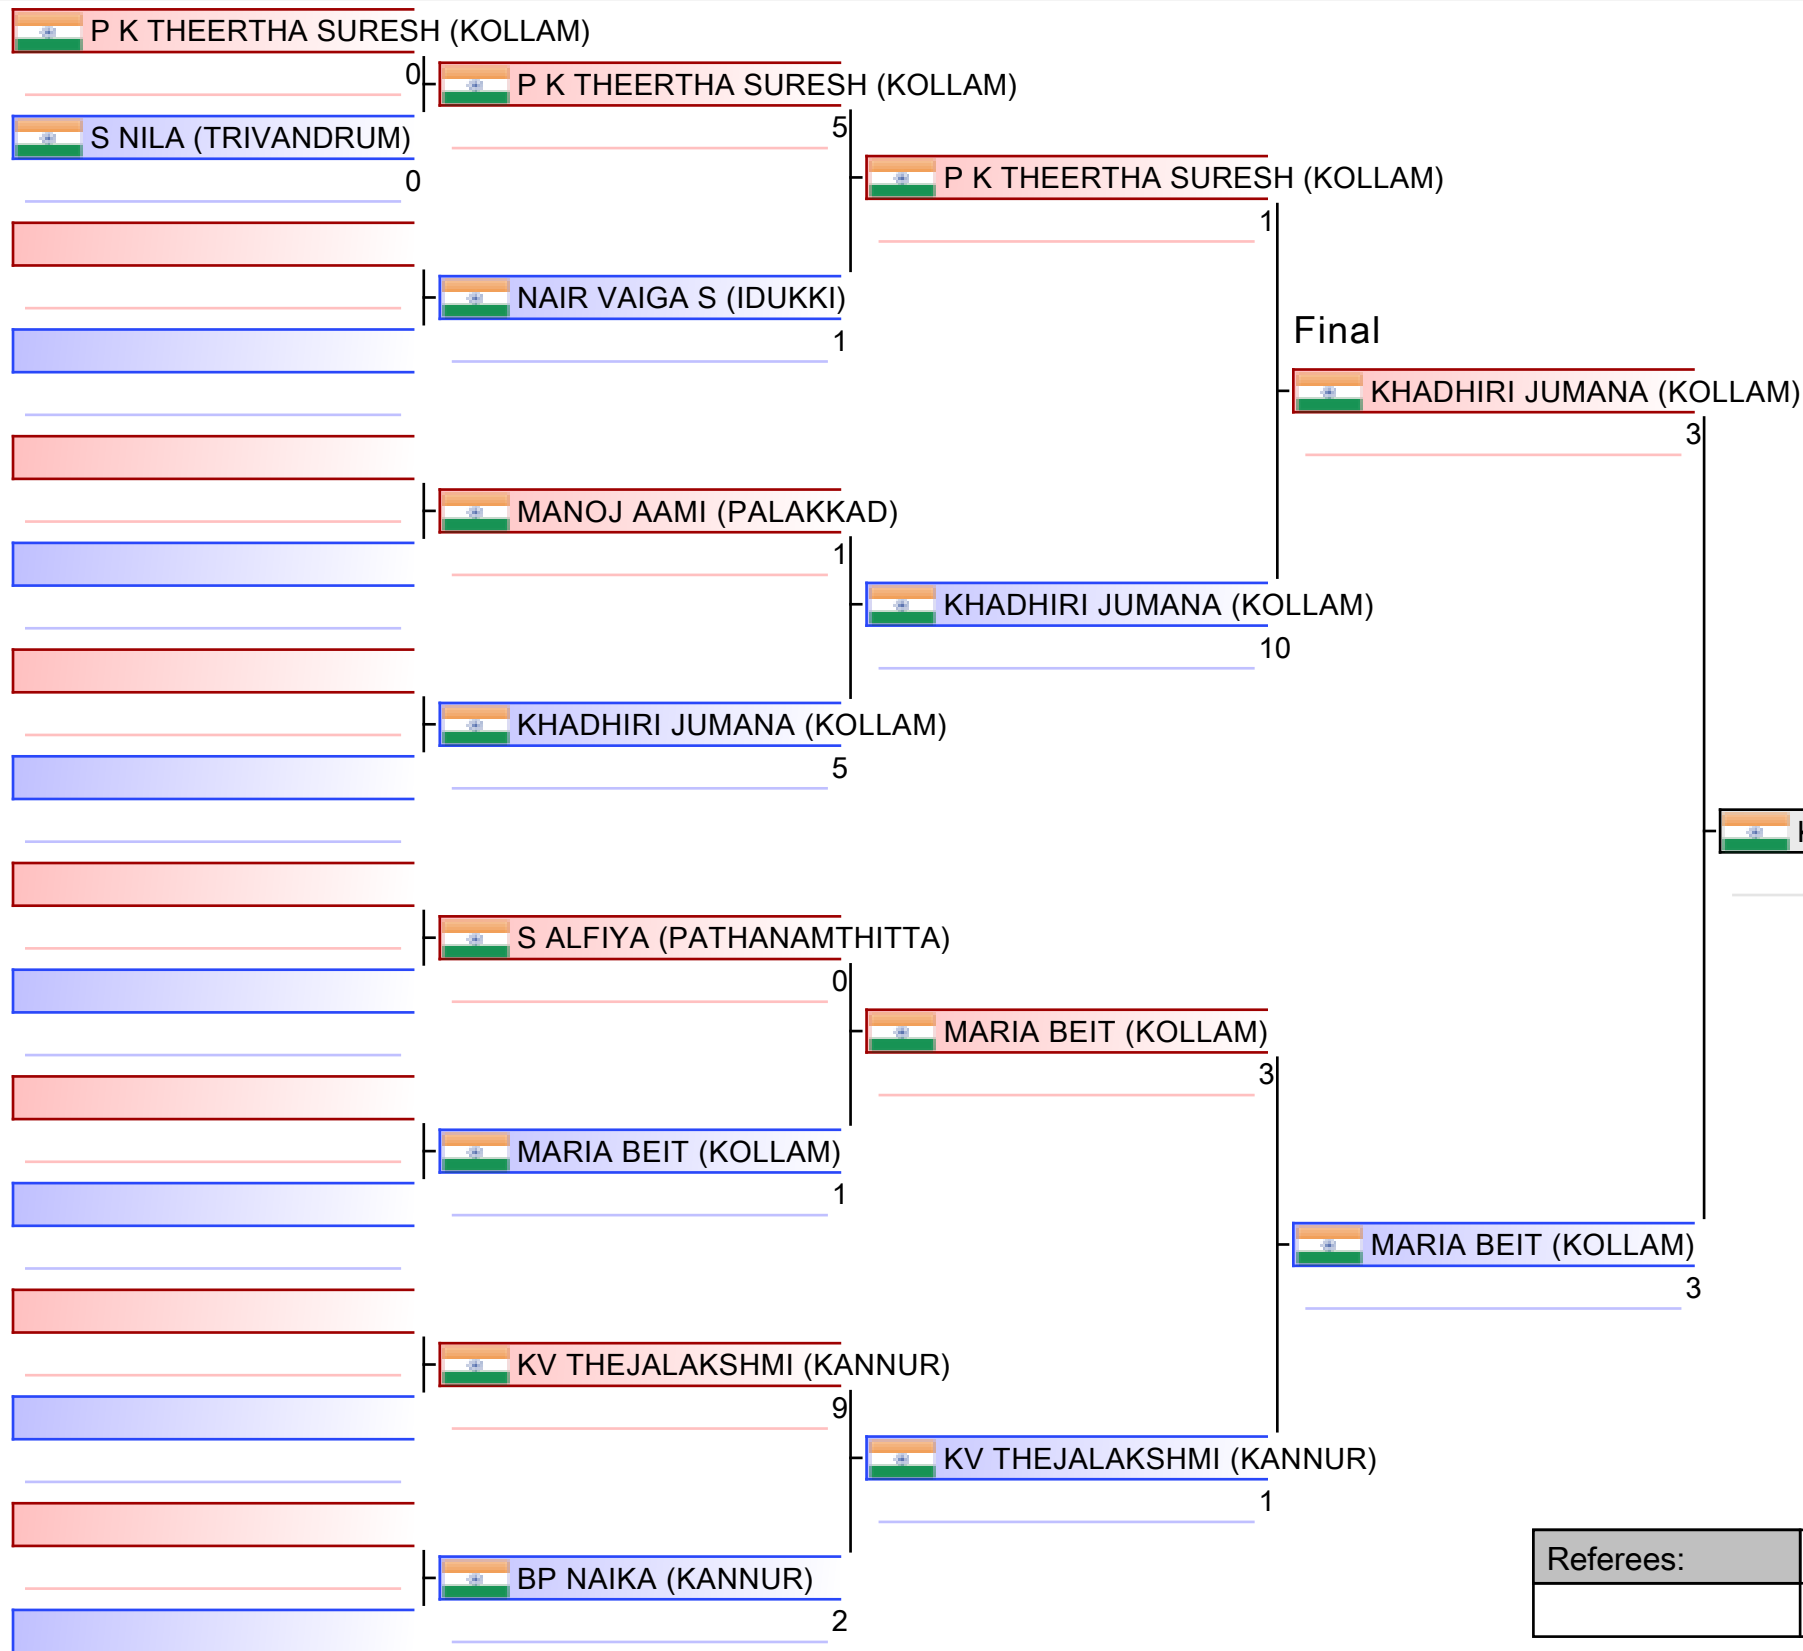 P K THEERTHA SURESH (KOLLAM)
0
P K THEERTHA SURESH (KOLLAM)
5
S NILA (TRIVANDRUM)
0
P K THEERTHA SURESH (KOLLAM)
1
NAIR VAIGA S (IDUKKI)
1
Final
KHADHIRI JUMANA (KOLLAM)
3
MANOJ AAMI (PALAKKAD)
1
KHADHIRI JUMANA (KOLLAM)
10
KHADHIRI JUMANA (KOLLAM)
5
S ALFIYA (PATHANAMTHITTA)
0
MARIA BEIT (KOLLAM)
3
MARIA BEIT (KOLLAM)
1
MARIA BEIT (KOLLAM)
3
KV THEJALAKSHMI (KANNUR)
9
KV THEJALAKSHMI (KANNUR)
1
BP NAIKA (KANNUR)
2
Referees: